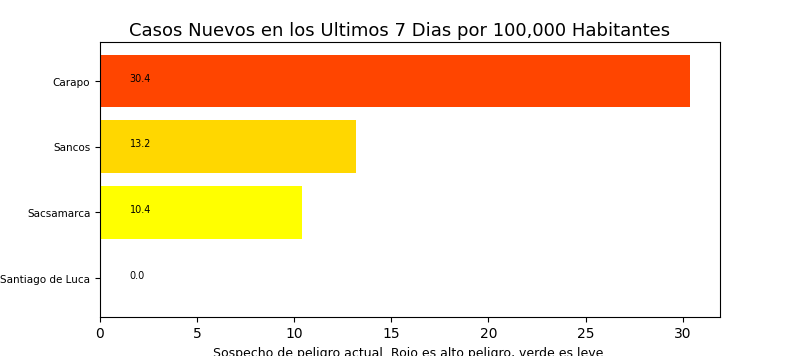 Casos Nuevos en los Ultimos 7 Dias por 100,000 Habitantes
Carapo 30.4
Sancos 13.2
Sacsamarca 10.4
Santiago de Luca 0.0
0 5 10 15 20 25 30
Sospecho de peligro actual. Rojo es alto peligro, verde es leve